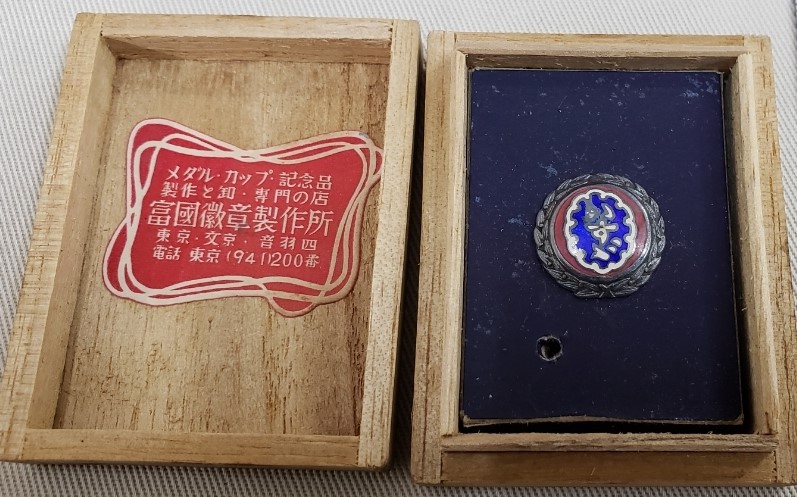 メダル・カップ・記念品
製作と卸・専門の店
富國徽章製作所
東京・文京・音羽四
電話 東京（941）1200番